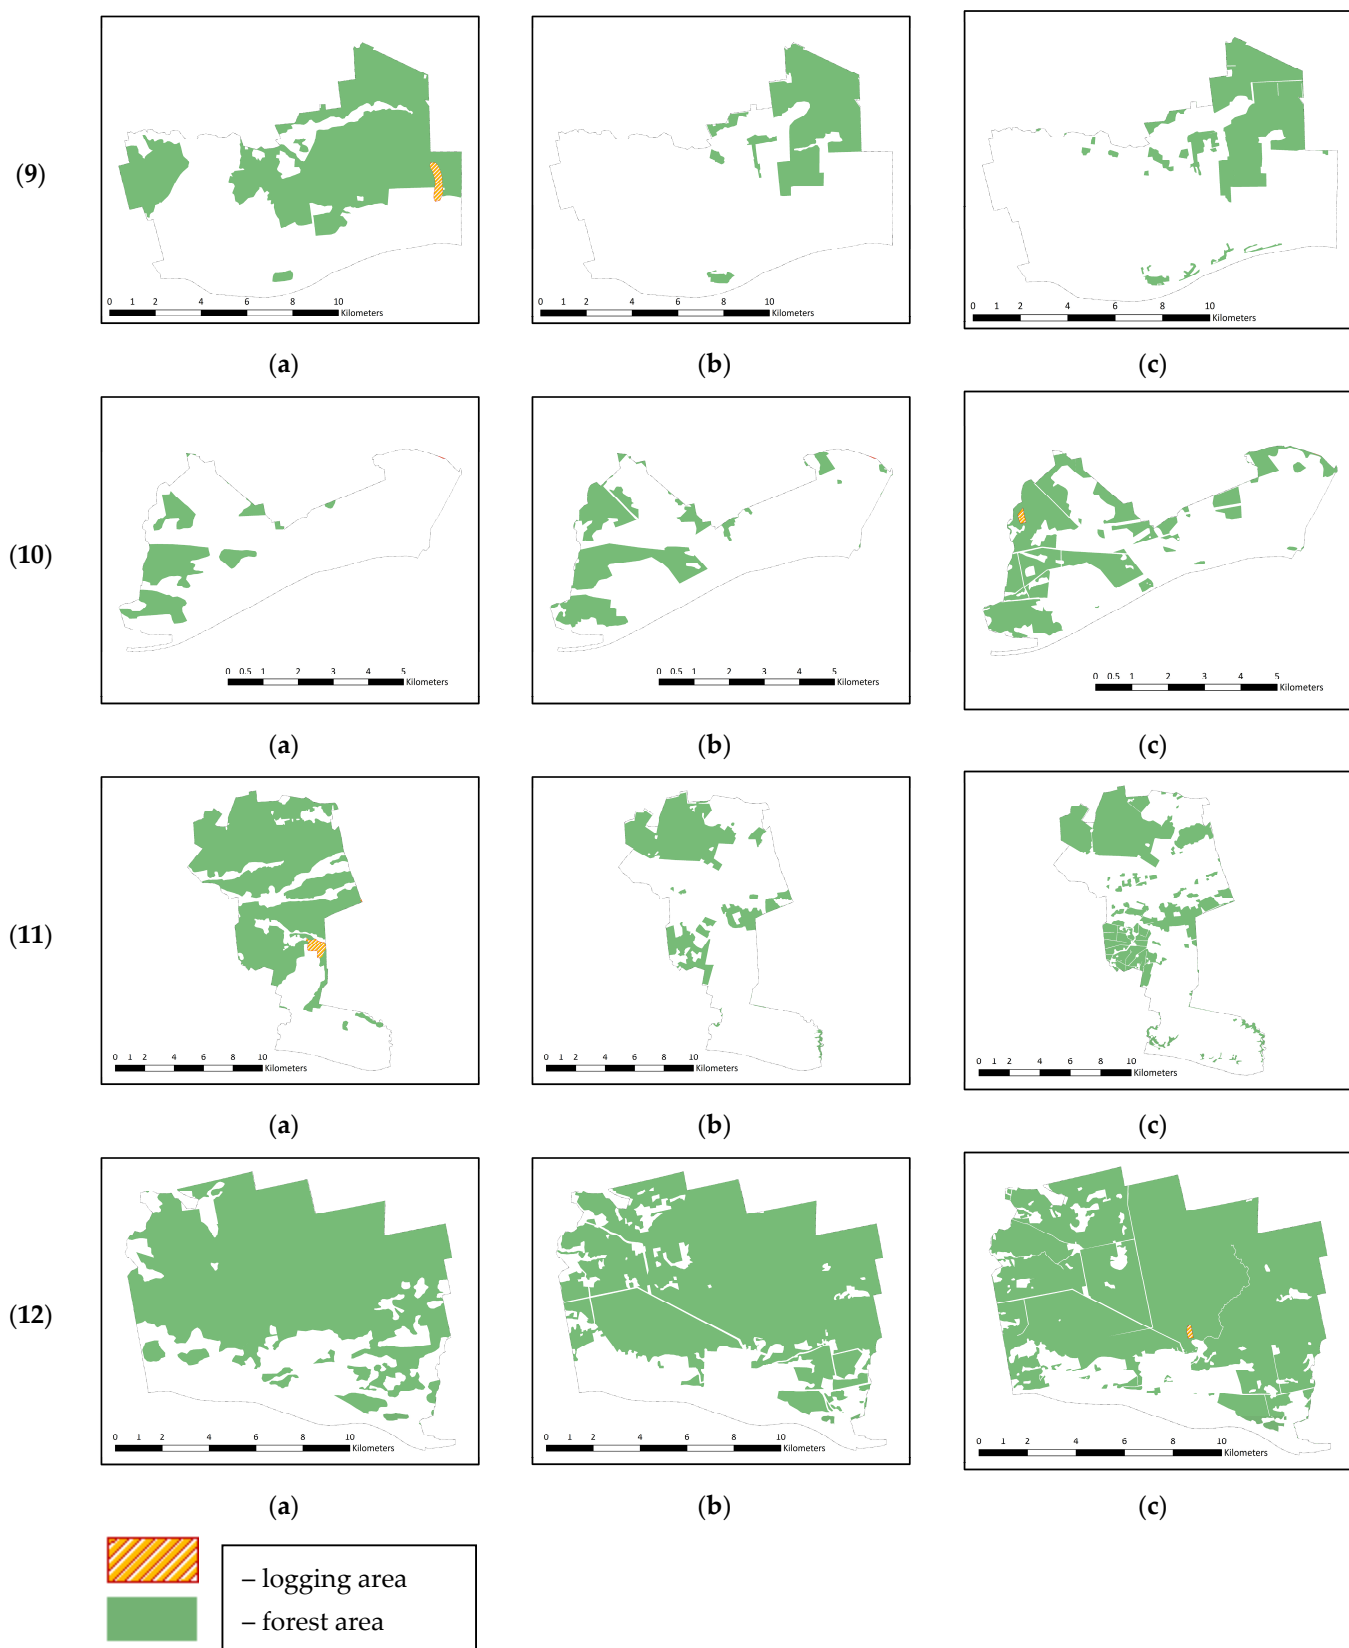 (9)
0 1 2 4 6 8 10 Kilometers
0 1 2 4 6 8 10 Kilometers
0 1 2 4 6 8 10 Kilometers
(a) (b) (c)
(10)
0 0.5 1 2 3 4 5 Kilometers
0 0.5 1 2 3 4 5 Kilometers
0 0.5 1 2 3 4 5 Kilometers
(a) (b) (c)
(11)
0 1 2 4 6 8 10 Kilometers
0 1 2 4 6 8 10 Kilometers
0 1 2 4 6 8 10 Kilometers
(a) (b) (c)
(12)
0 1 2 4 6 8 10 Kilometers
0 1 2 4 6 8 10 Kilometers
0 1 2 4 6 8 10 Kilometers
(a) (b) (c)
– logging area
– forest area